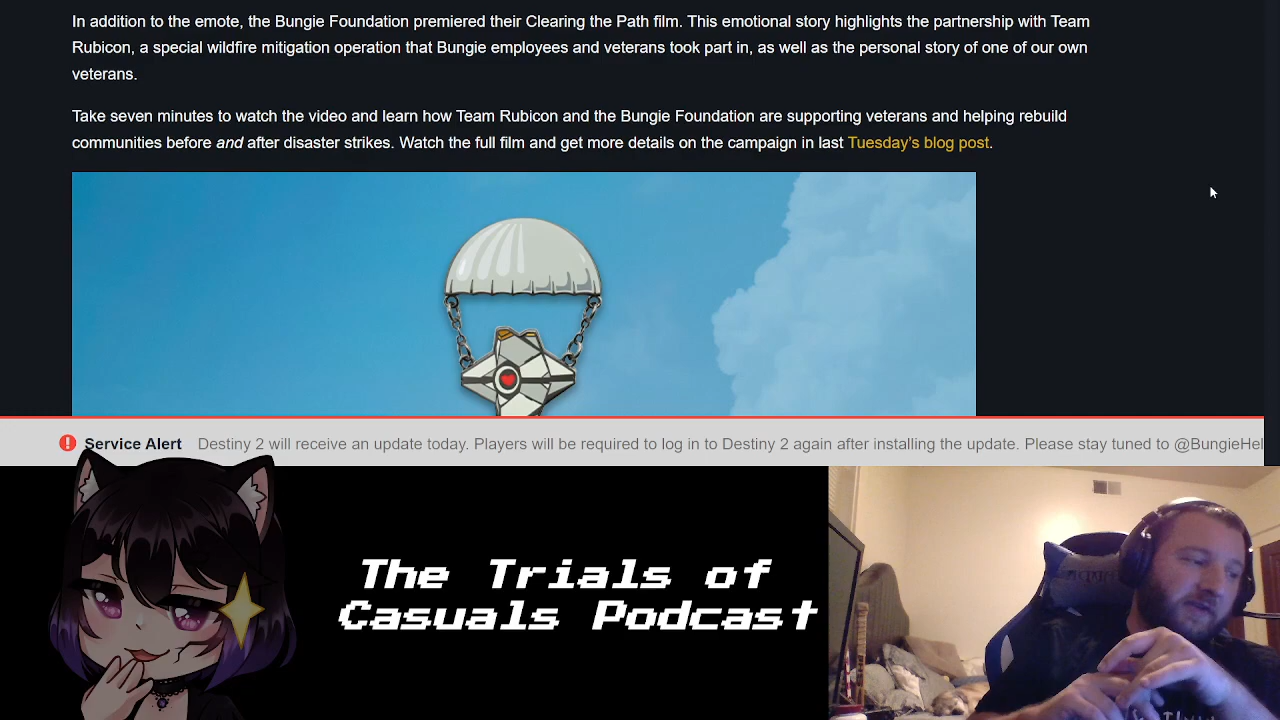 In addition to the emote, the Bungie Foundation premiered their Clearing the Path film. This emotional story highlights the partnership with Team
Rubicon, a special wildfire mitigation operation that Bungie employees and veterans took part in, as well as the personal story of one of our own
veterans.
Take seven minutes to watch the video and learn how Team Rubicon and the Bungie Foundation are supporting veterans and helping rebuild
communities before and after disaster strikes. Watch the full film and get more details on the campaign in last Tuesday's blog post.
Service Alert Destiny 2 will receive an update today. Players will be required to log in to Destiny 2 again after installing the update. Please stay tuned to @BungieHel
The Trials of
Casuals Podcast